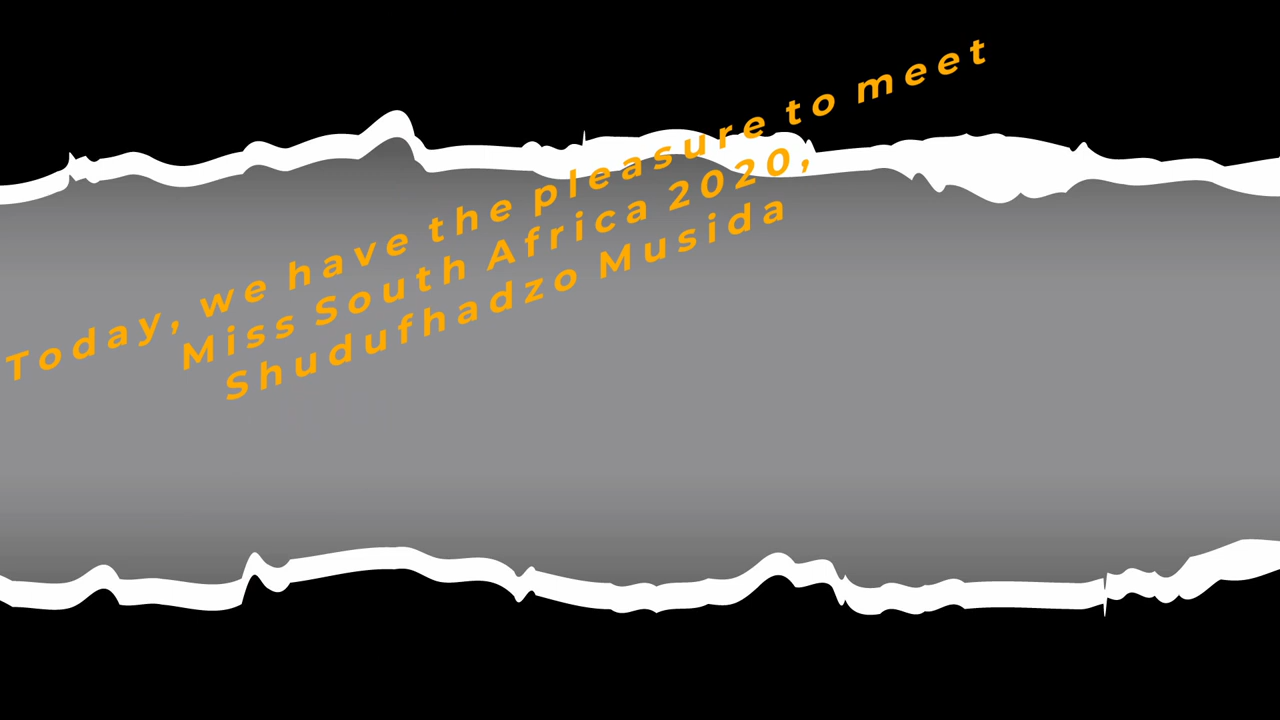 Today, we have the pleasure to meet
Miss South Africa 2020,
Shudufhadzo Musida